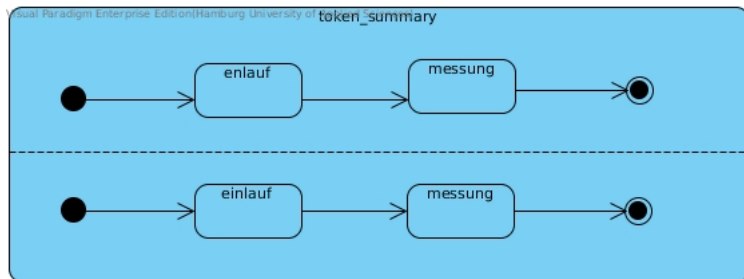 Visual Paradigm Enterprise Edition(Hamburg University of
token_summary
enlauf
messung
einlauf
messung